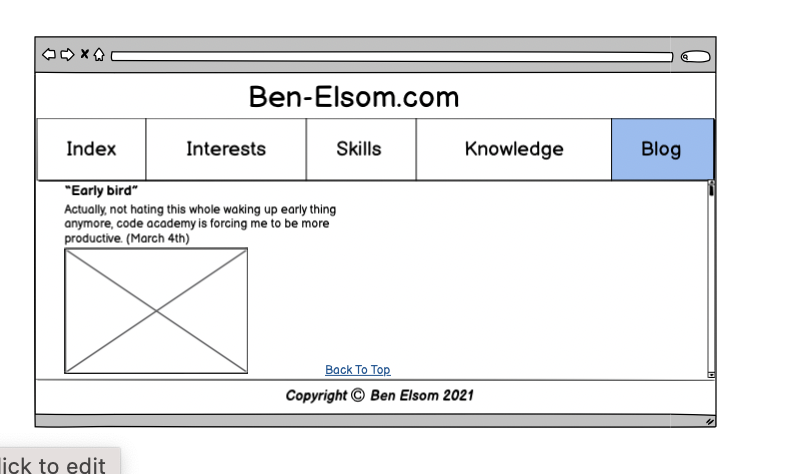 Ben-Elsom.com
Index Interests Skills Knowledge Blog
"Early bird"
Actually, not hating this whole waking up early thing
anymore, code academy is forcing me to be more
productive. (March 4th)
Back To Top
Copyright © Ben Elsom 2021
to edit